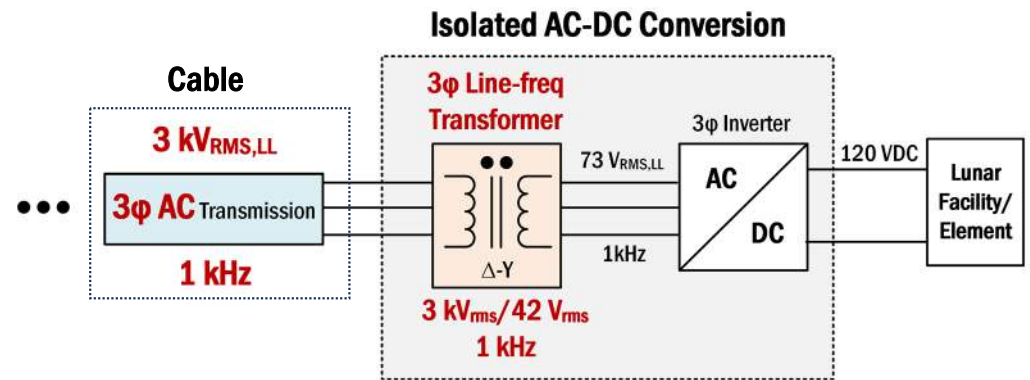 Isolated AC-DC Conversion
Cable
3 kVRMS,LL
3φ AC Transmission
1 kHz
3φ Line-freq
Transformer
Δ-Y
3 kVrms/42 Vrms
1 kHz
73 VRMS,LL
1kHz
3φ Inverter
AC
DC
120 VDC
Lunar
Facility/
Element